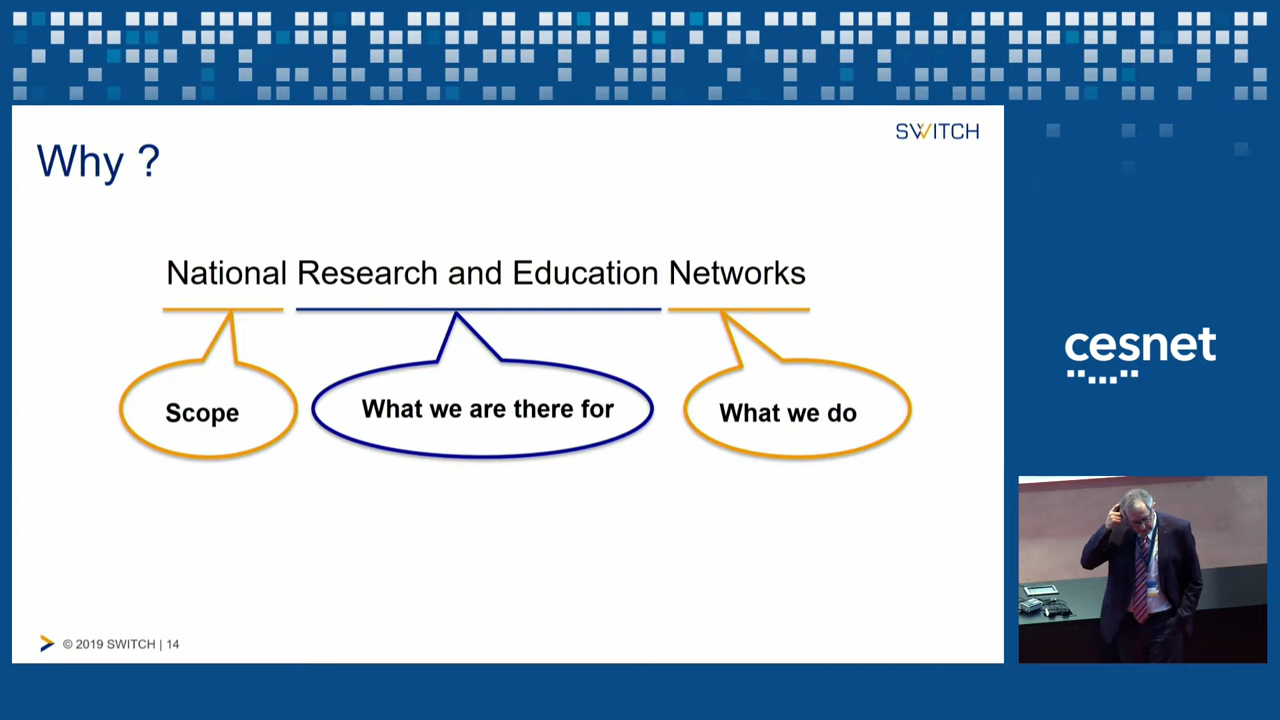 SWITCH
Why ?
National Research and Education Networks
Scope
What we are there for
What we do
cesnet
© 2019 SWITCH | 14